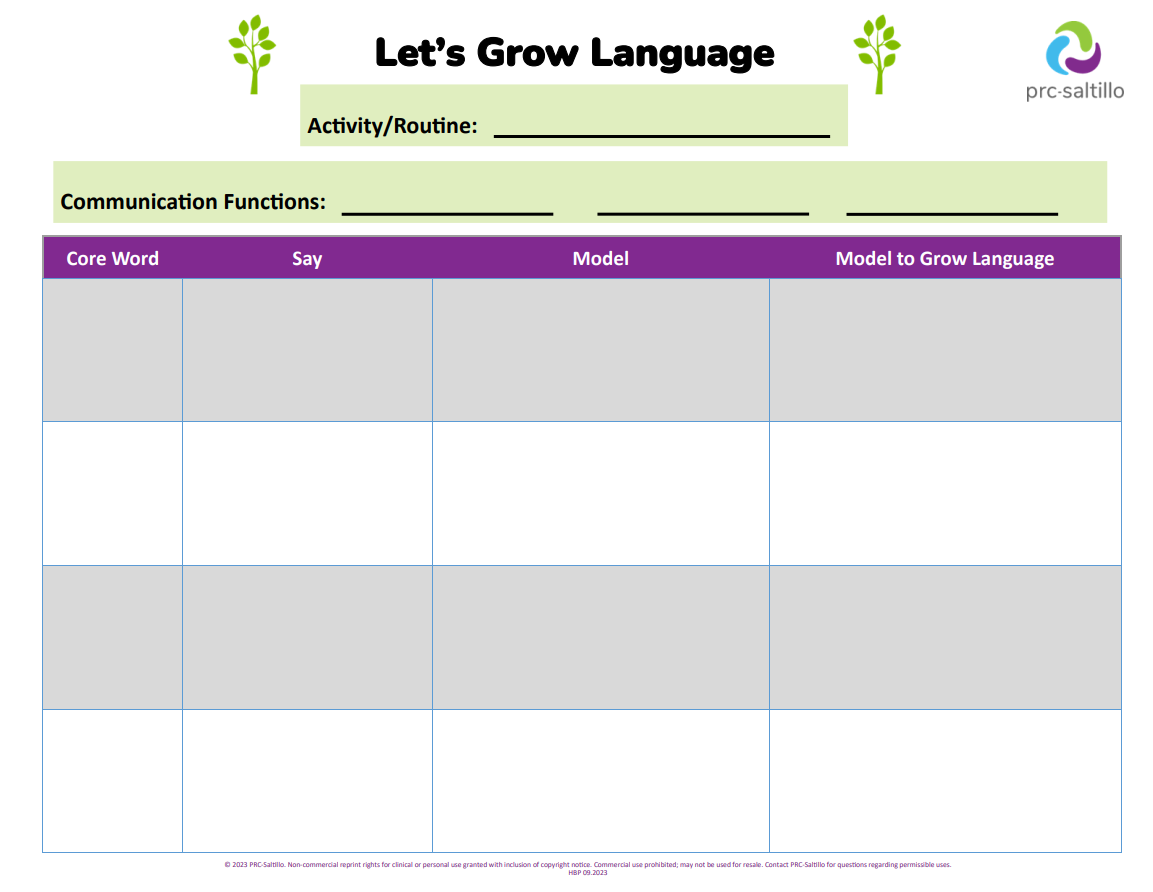 Let's Grow Language
prc-saltillo
Activity/Routine:
Communication Functions:
Core Word Say Model Model to Grow Language
© 2023 PRC-Saltillo. Non-commercial reprint rights for clinical or personal use granted with inclusion of copyright notice. Commercial use prohibited; may not be used for resale. Contact PRC-Saltillo for questions regarding permissible uses.
HBP 09.2023